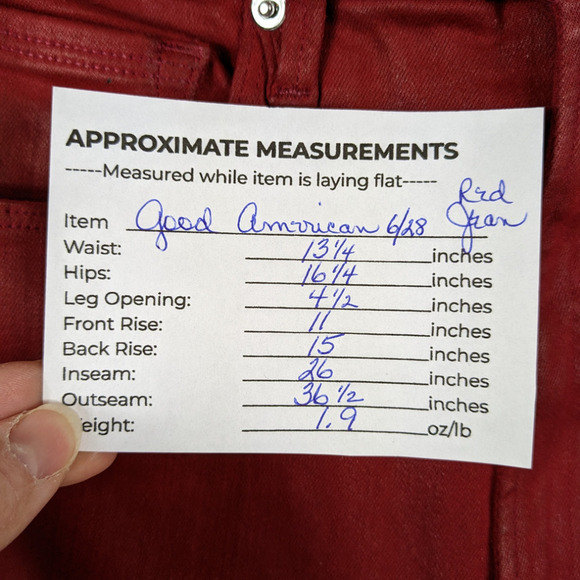 APPROXIMATE MEASUREMENTS
-----Measured while item is laying flat-----
Item Good American 6/28 Red Jean
Waist: 13 1/4 inches
Hips: 16 1/4 inches
Leg Opening: 4 1/2 inches
Front Rise: 11 inches
Back Rise: 15 inches
Inseam: 26 inches
Outseam: 36 1/2 inches
eight: 1.9 oz/lb